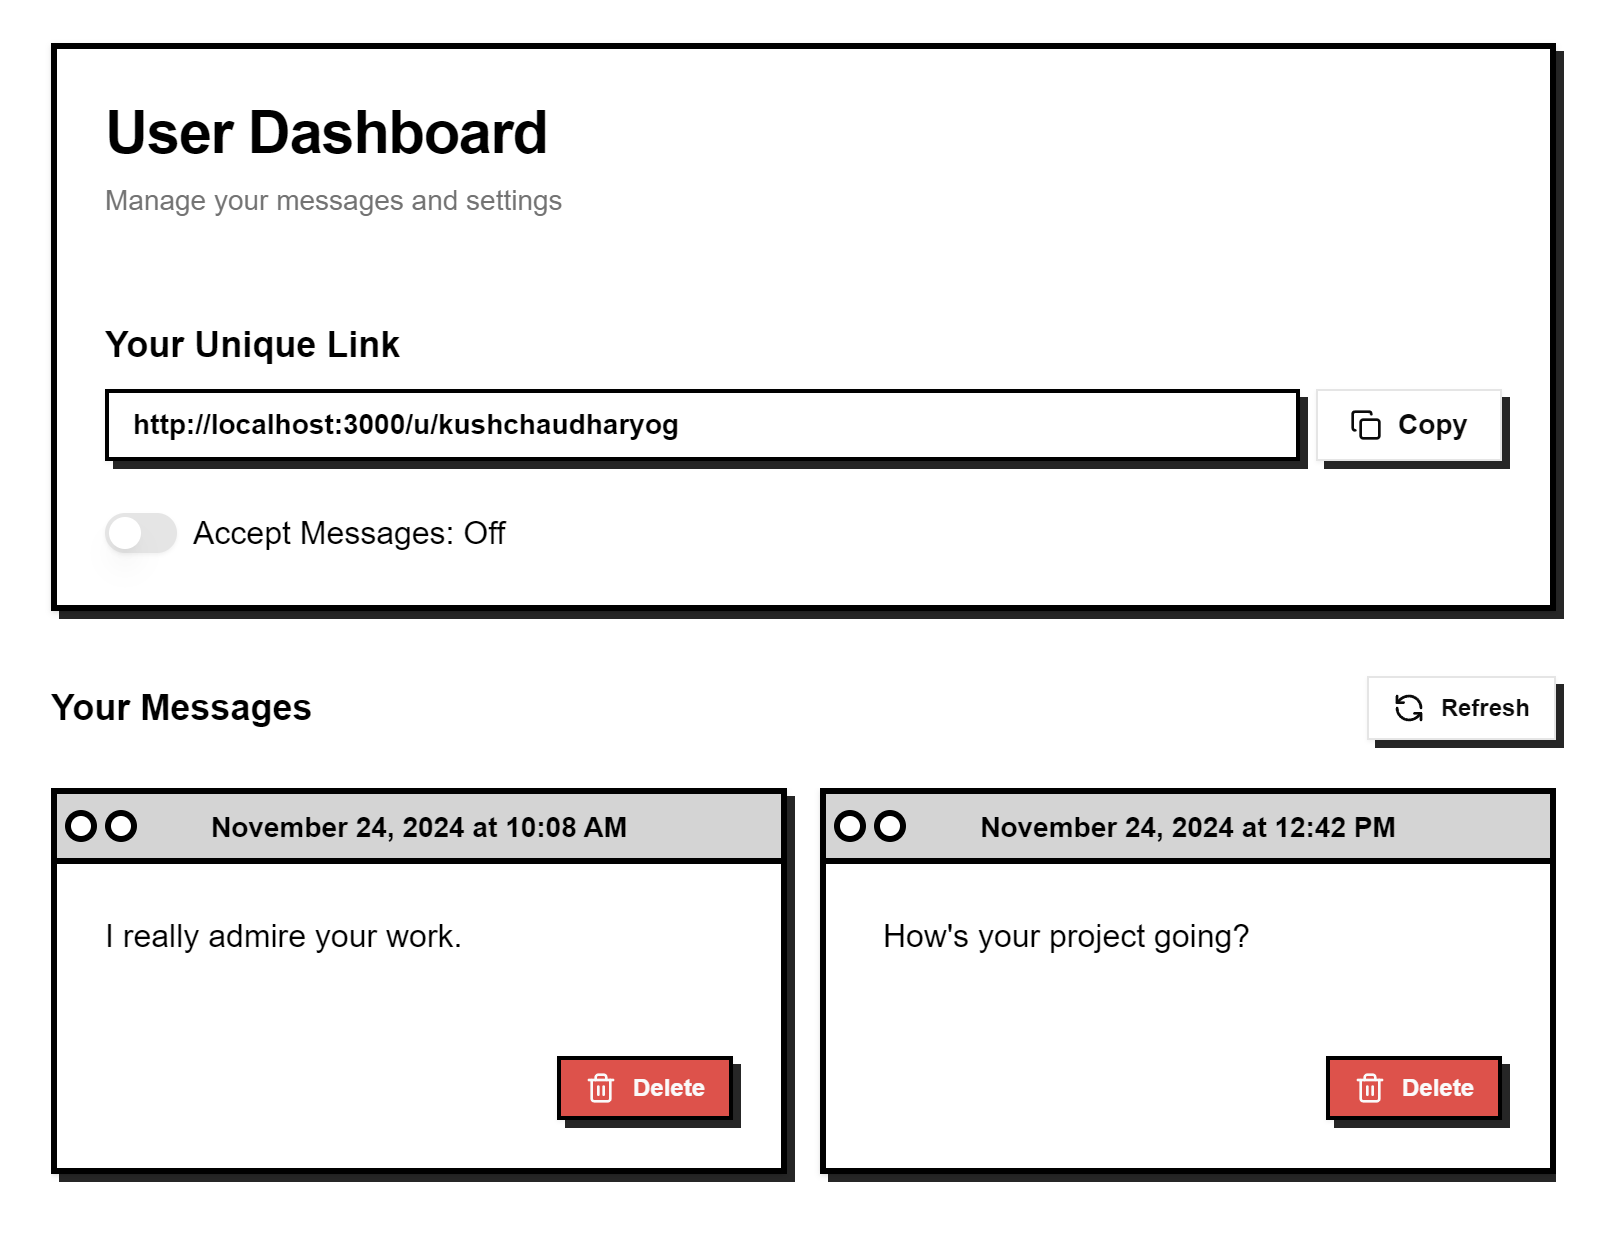 User Dashboard
Manage your messages and settings
Your Unique Link
http://localhost:3000/u/kushchaudharyog
Copy
Accept Messages: Off
Your Messages
Refresh
November 24, 2024 at 10:08 AM
I really admire your work.
Delete
November 24, 2024 at 12:42 PM
How's your project going?
Delete